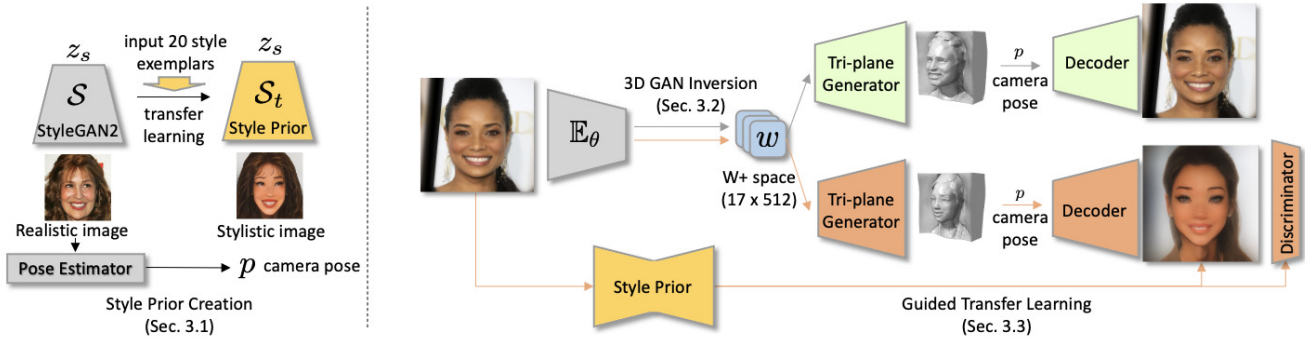 z_s
input 20 style
exemplars
z_s
S
StyleGAN2
transfer
learning
S_t
Style Prior
Realistic image
Stylistic image
Pose Estimator
p camera pose
Style Prior Creation
(Sec. 3.1)
𝔼_θ
3D GAN Inversion
(Sec. 3.2)
w
W+ space
(17 x 512)
Tri-plane
Generator
p
camera
pose
Decoder
Tri-plane
Generator
p
camera
pose
Decoder
Discriminator
Style Prior
Guided Transfer Learning
(Sec. 3.3)